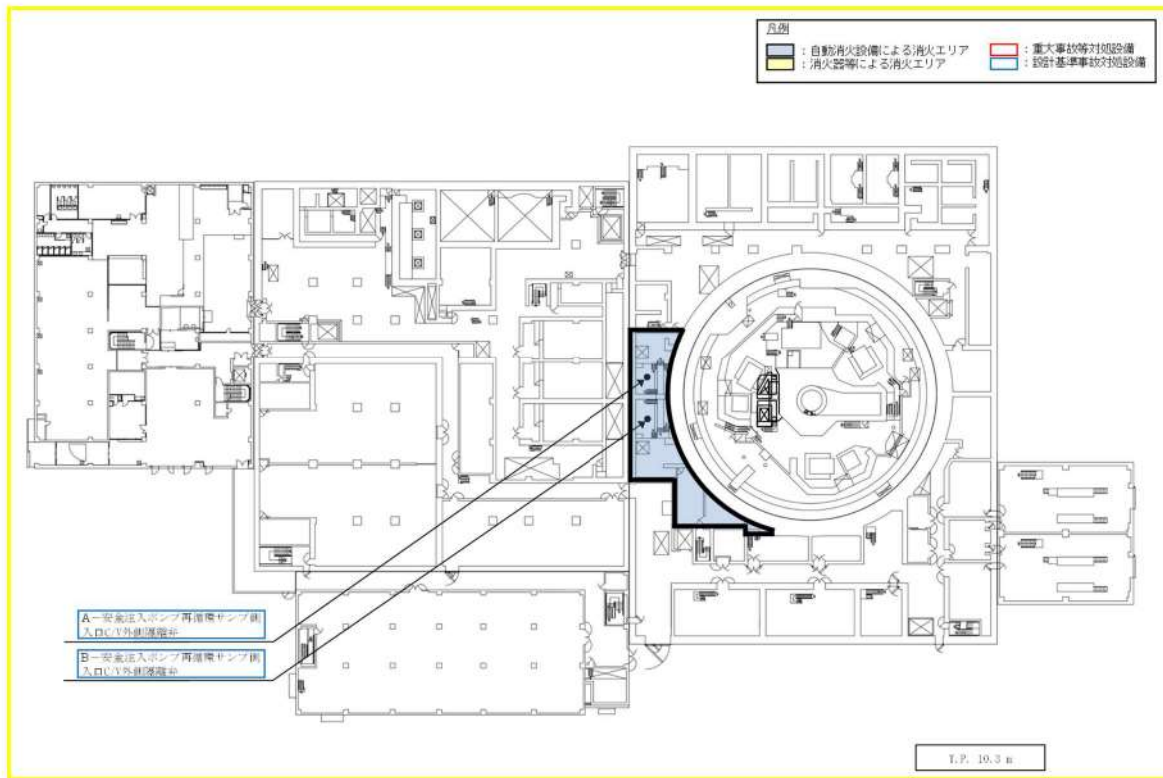 凡例
：自動消火設備による消火エリア
：重大事故等対処設備
：消火器等による消火エリア
：設計基準事故対処設備
A－安全注入ポンプ再循環サンプ側
入口C/V外側隔離弁
B－安全注入ポンプ再循環サンプ側
入口C/V外側隔離弁
T.P. 10.3 m